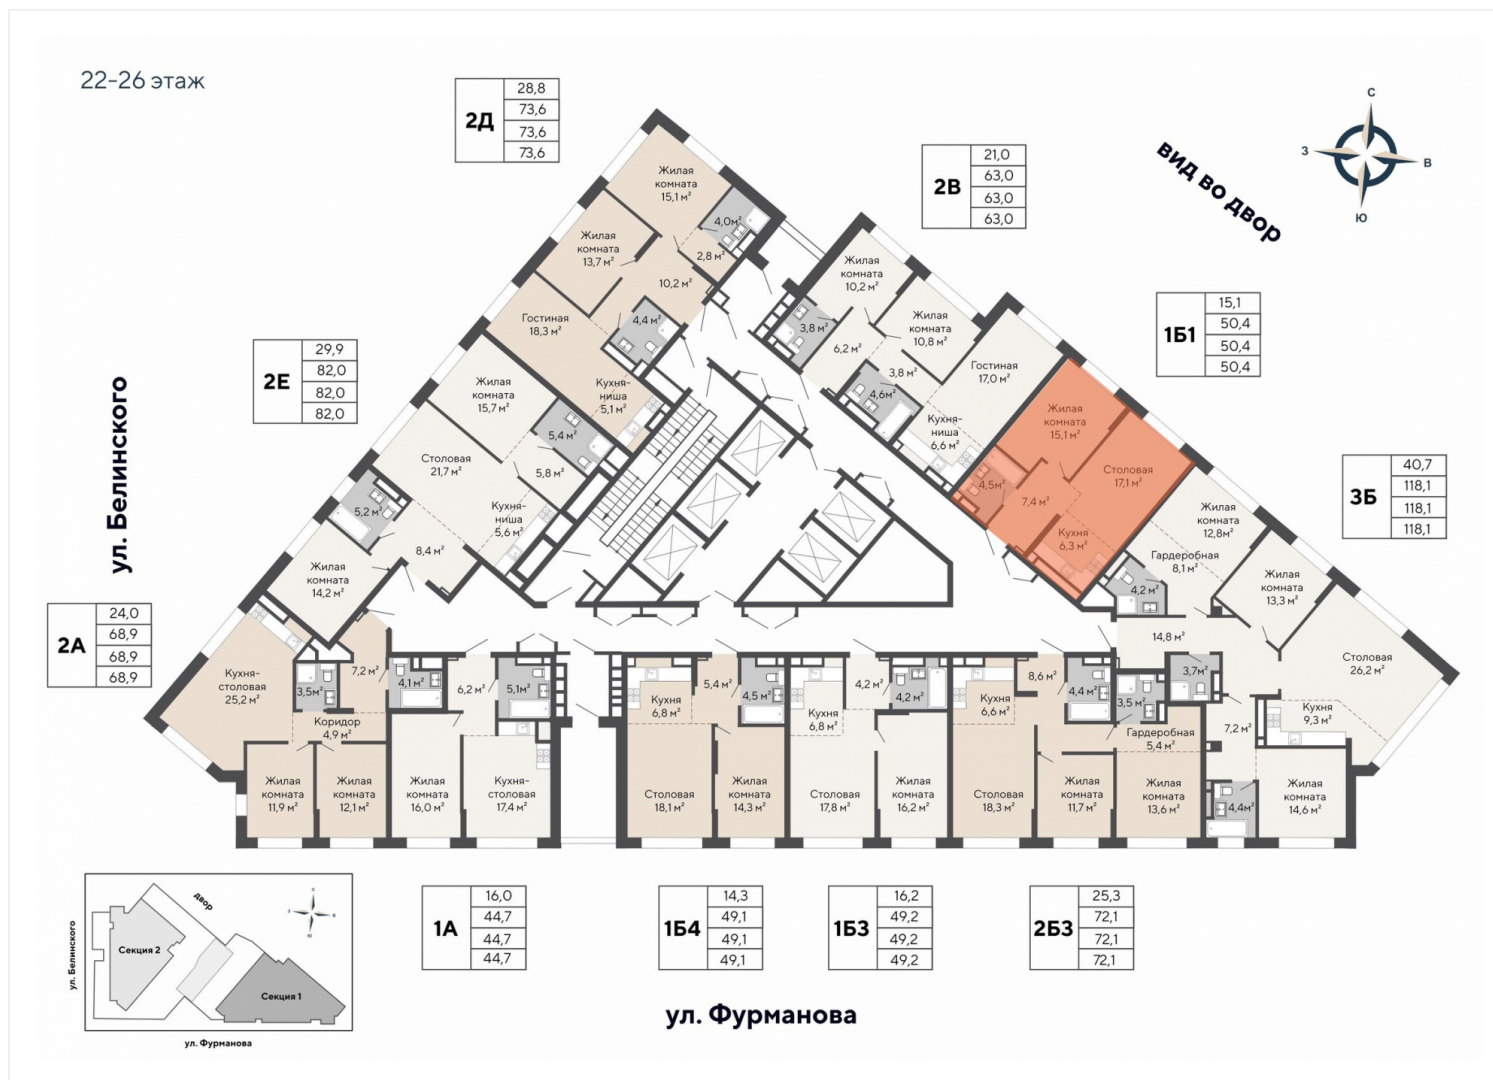 22-26 этаж
2Д
28,8
73,6
73,6
73,6
2В
21,0
63,0
63,0
63,0
вид во двор
С
З
В
Ю
1Б1
15,1
50,4
50,4
50,4
2Е
29,9
82,0
82,0
82,0
3Б
40,7
118,1
118,1
118,1
2А
24,0
68,9
68,9
68,9
ул. Белинского
Жилая
комната
15,1 м²
4,0м²
2,8 м²
Жилая
комната
13,7 м²
10,2 м²
Гостиная
18,3 м²
4,4 м²
Кухня-
ниша
5,1 м²
Жилая
комната
15,7 м²
5,4 м²
5,8 м²
Столовая
21,7 м²
Кухня-
ниша
5,6 м²
5,2 м²
8,4 м²
Жилая
комната
14,2 м²
Жилая
комната
10,2 м²
3,8 м²
6,2 м²
Жилая
комната
10,8 м²
3,8 м²
4,6м²
Гостиная
17,0 м²
Кухня-
ниша
6,6 м²
Жилая
комната
15,1 м²
Столовая
17,1 м²
4,5м²
7,4 м²
Кухня
6,3 м²
Жилая
комната
12,8м²
Гардеробная
8,1 м²
4,2 м²
Жилая
комната
13,3 м²
14,8 м²
3,7м²
Столовая
26,2 м²
Кухня
9,3 м²
7,2 м²
4,4м²
Жилая
комната
14,6 м²
Кухня-
столовая
25,2 м²
3,5м²
7,2 м²
Коридор
4,9 м²
Жилая
комната
11,9 м²
Жилая
комната
12,1 м²
4,1 м²
6,2 м²
5,1м²
Жилая
комната
16,0 м²
Кухня-
столовая
17,4 м²
Кухня
6,8 м²
5,4 м²
4,5 м²
Столовая
18,1 м²
Жилая
комната
14,3 м²
Кухня
6,8 м²
4,2 м²
4,2 м²
Столовая
17,8 м²
Жилая
комната
16,2 м²
Кухня
6,6 м²
8,6 м²
4,4 м²
Столовая
18,3 м²
Жилая
комната
11,7 м²
3,5 м²
Гардеробная
5,4 м²
Жилая
комната
13,6 м²
1А
16,0
44,7
44,7
44,7
1Б4
14,3
49,1
49,1
49,1
1Б3
16,2
49,2
49,2
49,2
2Б3
25,3
72,1
72,1
72,1
ул. Фурманова
ул. Белинского
двор
Секция 2
Секция 1
С
З
В
Ю
ул. Фурманова